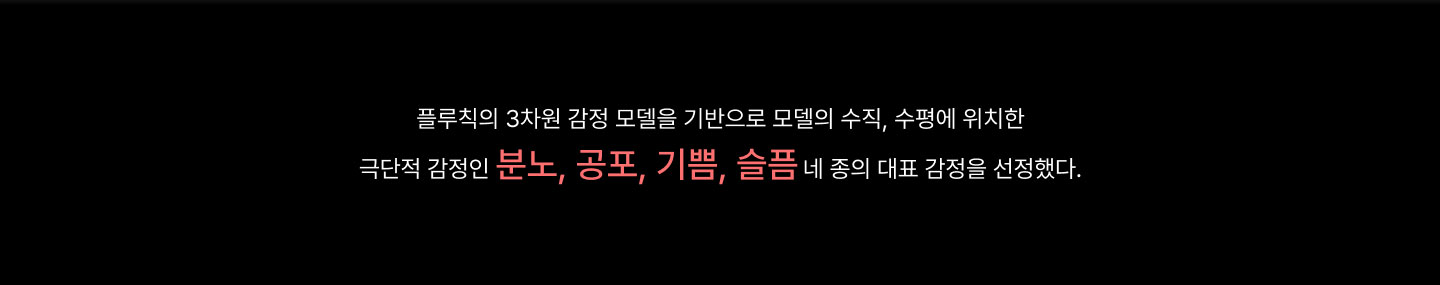 플루칙의 3차원 감정 모델을 기반으로 모델의 수직, 수평에 위치한
극단적 감정인 분노, 공포, 기쁨, 슬픔 네 종의 대표 감정을 선정했다.